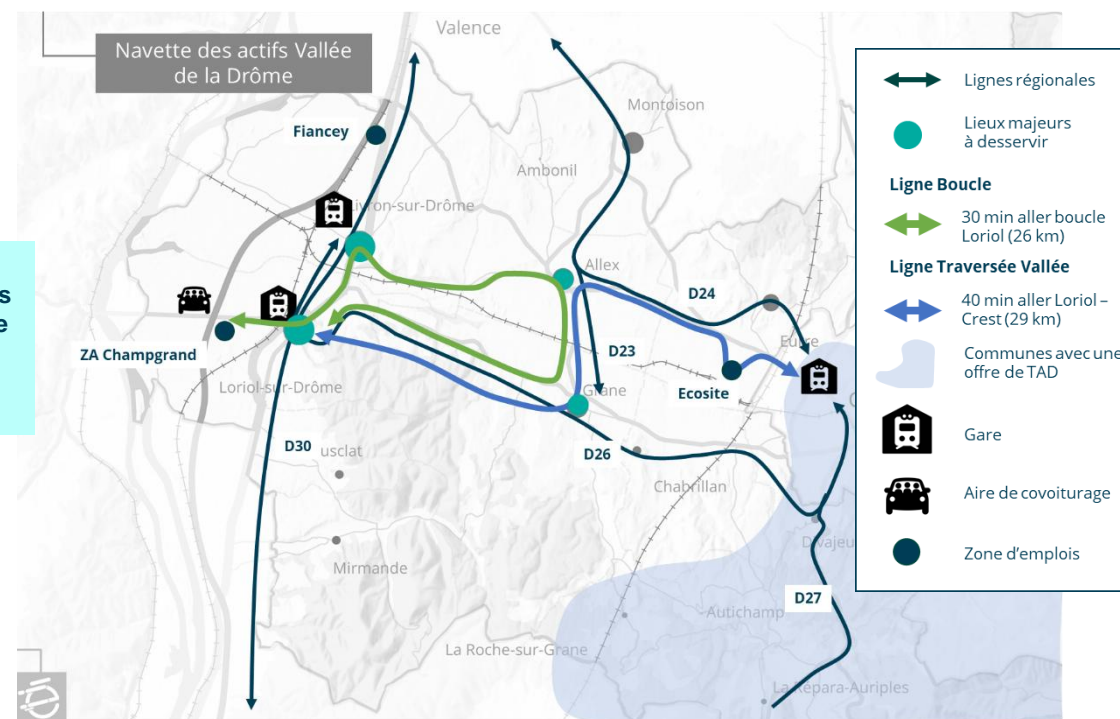 Navette des actifs Vallée
de la Drôme
Valence
Montoison
Fiancey
Ambonil
Livron-sur-Drôme
Allex
D24
ZA Champgrand
D23
Eurre
Loriol-sur-Drôme
Grane
Ecosite
D30
usclat
D26
Chabrillan
Divajeu
Mirmande
D27
Autichamp
La Roche-sur-Grane
La Répara-Auriples
s
e
Lignes régionales
Lieux majeurs
à desservir
Ligne Boucle
30 min aller boucle
Loriol (26 km)
Ligne Traversée Vallée
40 min aller Loriol –
Crest (29 km)
Communes avec une
offre de TAD
Gare
Aire de covoiturage
Zone d'emplois